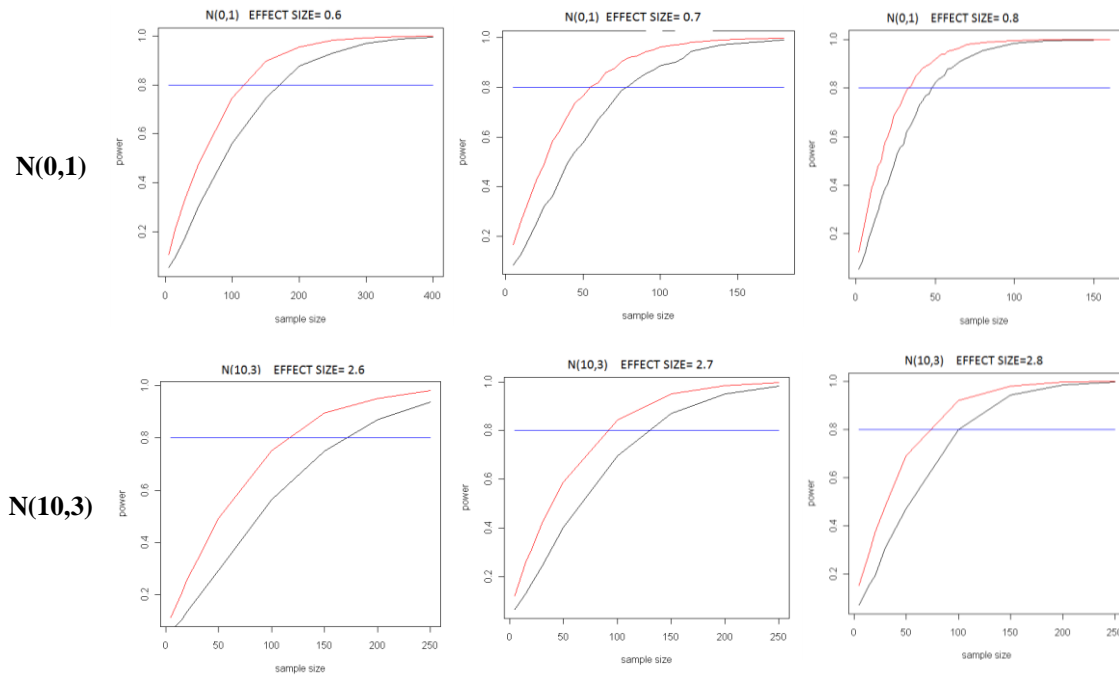 N(0,1) EFFECT SIZE= 0.6
N(0,1) EFFECT SIZE= 0.7
N(0,1) EFFECT SIZE= 0.8
N(0,1)
power
1.0
0.8
0.6
0.4
0.2
0 100 200 300 400
sample size
power
1.0
0.8
0.6
0.4
0.2
0 50 100 150
sample size
power
1.0
0.8
0.6
0.4
0.2
0 50 100 150
sample size
N(10,3) EFFECT SIZE= 2.6
N(10,3) EFFECT SIZE= 2.7
N(10,3) EFFECT SIZE=2.8
N(10,3)
power
1.0
0.8
0.6
0.4
0.2
0 50 100 150 200 250
sample size
power
1.0
0.8
0.6
0.4
0.2
0 50 100 150 200 250
sample size
power
1.0
0.8
0.6
0.4
0.2
0 50 100 150 200 250
sample size